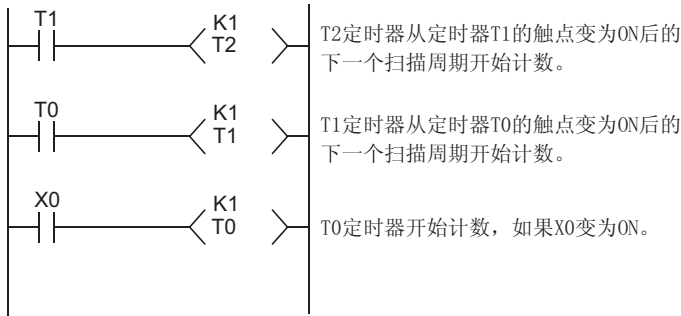 T1
K1
T2
T2定时器从定时器T1的触点变为ON后的
下一个扫描周期开始计数。
T0
K1
T1
T1定时器从定时器T0的触点变为ON后的
下一个扫描周期开始计数。
X0
K1
T0
T0定时器开始计数，如果X0变为ON。